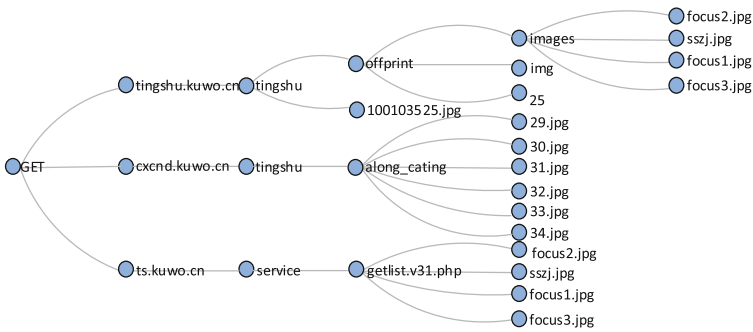 focus2.jpg
images
sszj.jpg
focus1.jpg
offprint
img
tingshu.kuwo.cn
tingshu
focus3.jpg
25
100103525.jpg
29.jpg
30.jpg
GET
cxcnd.kuwo.cn
tingshu
along_cating
31.jpg
32.jpg
33.jpg
34.jpg
focus2.jpg
ts.kuwo.cn
service
getlist.v31.php
sszj.jpg
focus1.jpg
focus3.jpg